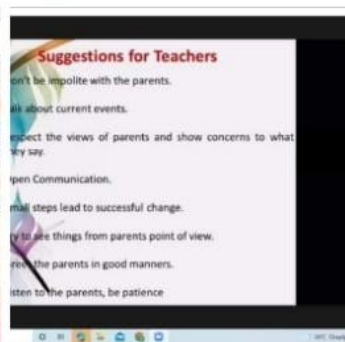 Suggestions for Teachers
on't be impolite with the parents.
alk about current events.
espect the views of parents and show concerns to what
hey say.
pen Communication.
mall steps lead to successful change.
ry to see things from parents point of view.
reet the parents in good manners.
isten to the parents, be patience